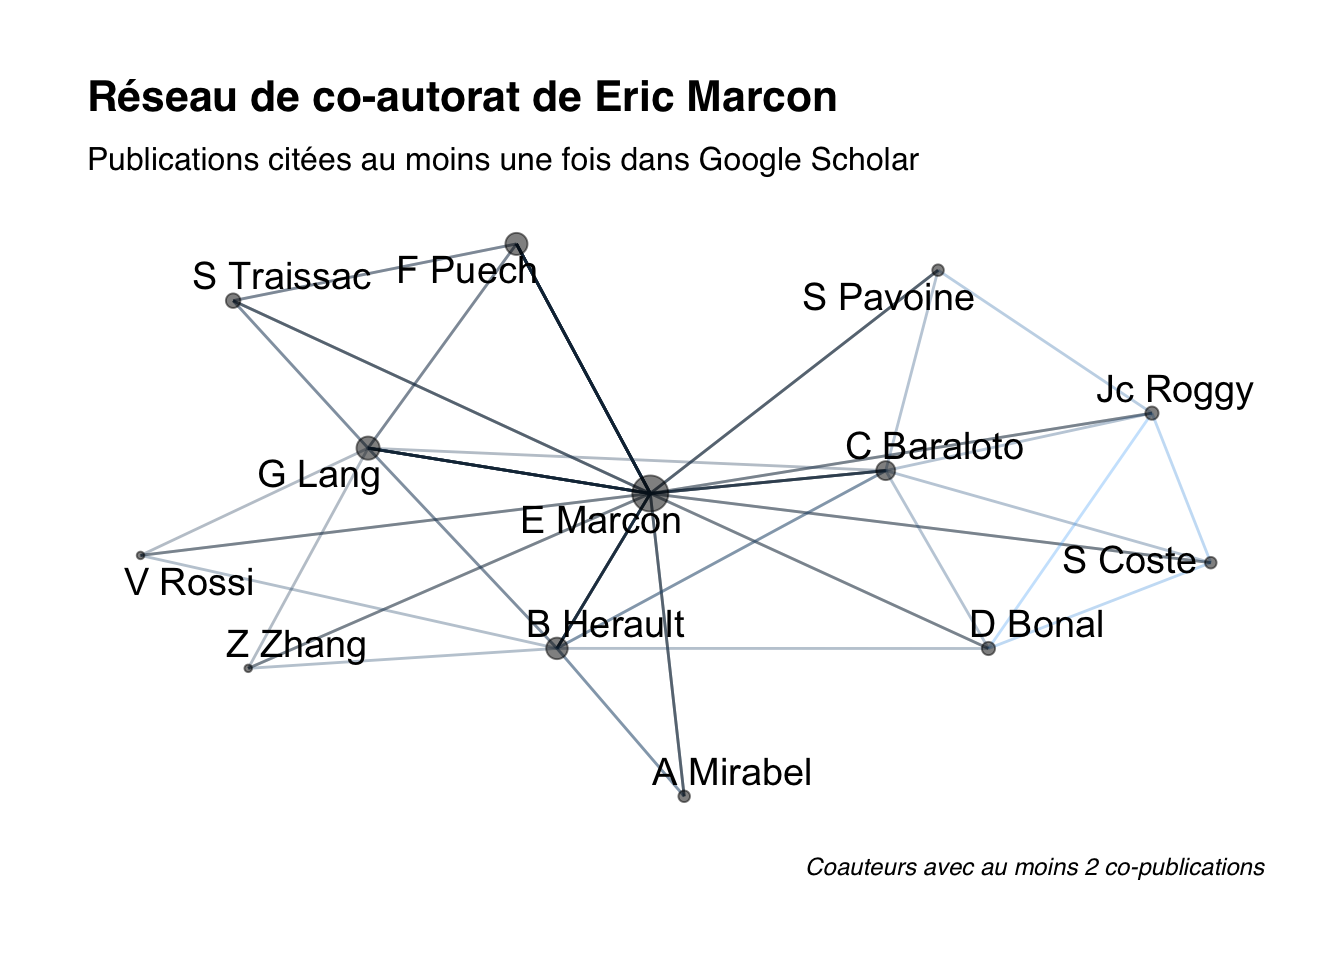 Réseau de co-autorat de Eric Marcon
Publications citées au moins une fois dans Google Scholar
S Traissac
F Puech
S Pavoine
Jc Roggy
C Baraloto
G Lang
E Marcon
S Coste
V Rossi
B Herault
D Bonal
Z Zhang
A Mirabel
Coauteurs avec au moins 2 co-publications